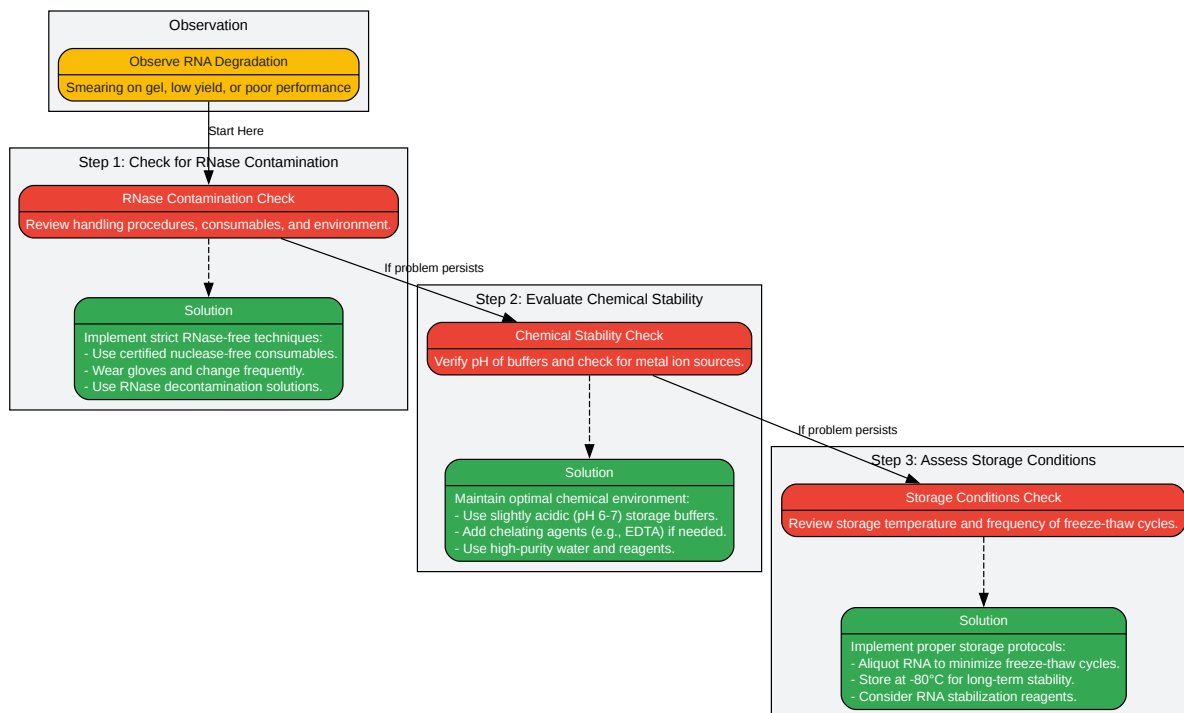 Observation
Observe RNA Degradation
Smearing on gel, low yield, or poor performance
Start Here
Step 1: Check for RNase Contamination
RNase Contamination Check
Review handling procedures, consumables, and environment.
If problem persists
Solution
Implement strict RNase-free techniques:
- Use certified nuclease-free consumables.
- Wear gloves and change frequently.
- Use RNase decontamination solutions.
Step 2: Evaluate Chemical Stability
Chemical Stability Check
Verify pH of buffers and check for metal ion sources.
If problem persists
Solution
Maintain optimal chemical environment:
- Use slightly acidic (pH 6-7) storage buffers.
- Add chelating agents (e.g., EDTA) if needed.
- Use high-purity water and reagents.
Step 3: Assess Storage Conditions
Storage Conditions Check
Review storage temperature and frequency of freeze-thaw cycles.
Solution
Implement proper storage protocols:
- Aliquot RNA to minimize freeze-thaw cycles.
- Store at -80°C for long-term stability.
- Consider RNA stabilization reagents.